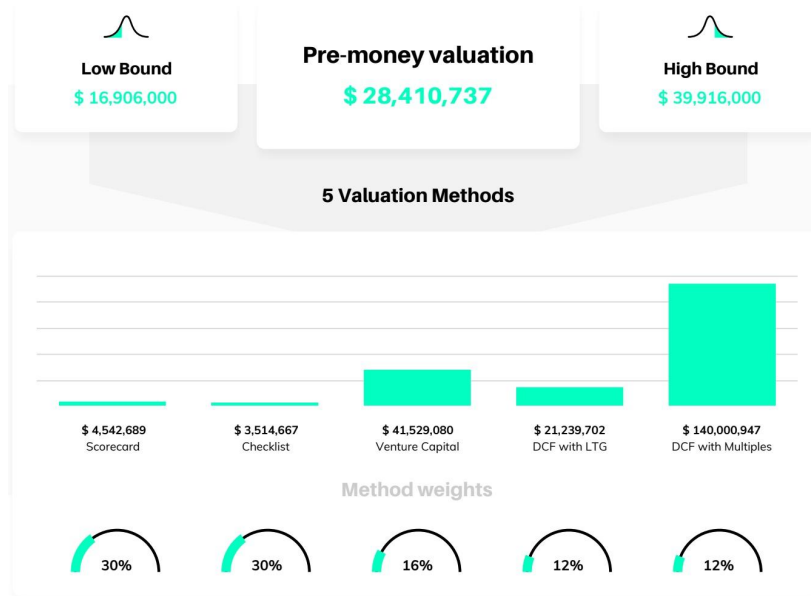 Low Bound
$ 16,906,000
Pre-money valuation
$ 28,410,737
High Bound
$ 39,916,000
5 Valuation Methods
$ 4,542,689
Scorecard
$ 3,514,667
Checklist
$ 41,529,080
Venture Capital
$ 21,239,702
DCF with LTG
$ 140,000,947
DCF with Multiples
Method weights
30%
30%
16%
12%
12%